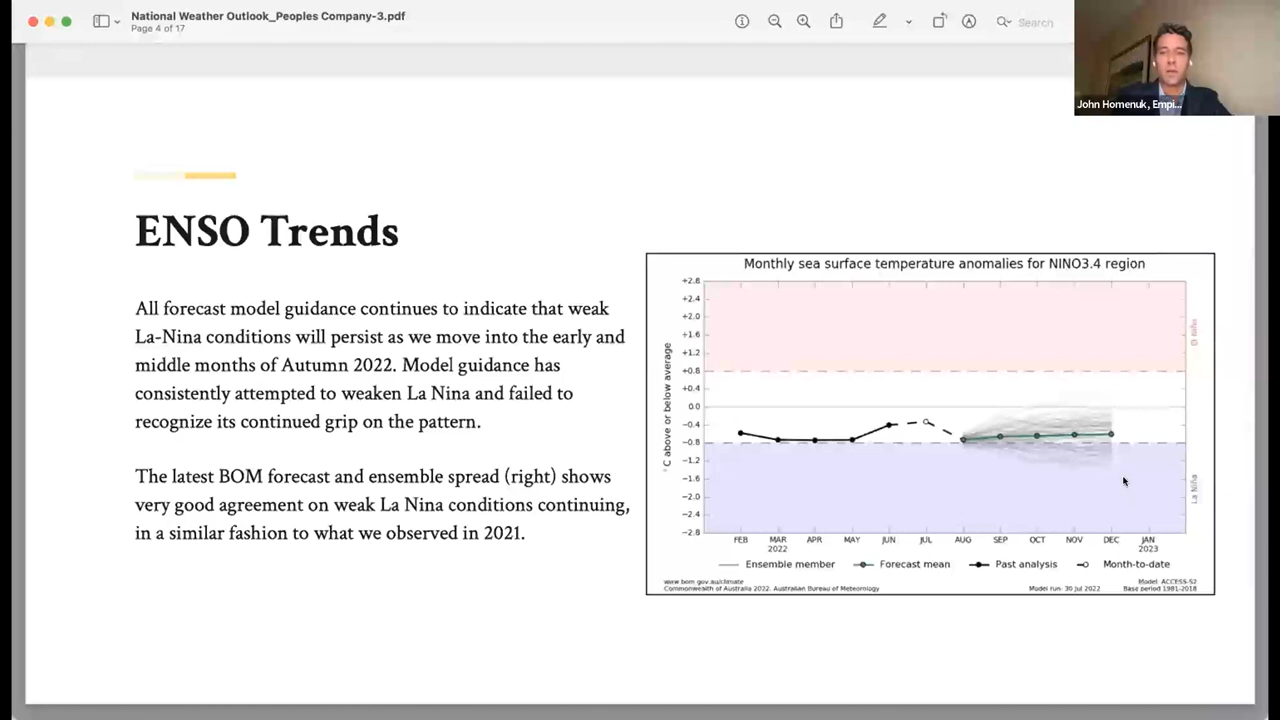 National Weather Outlook_Peoples Company-3.pdf
Page 4 of 17
Search
John Homenuk, Empi...
ENSO Trends
All forecast model guidance continues to indicate that weak
La-Nina conditions will persist as we move into the early and
middle months of Autumn 2022. Model guidance has
consistently attempted to weaken La Nina and failed to
recognize its continued grip on the pattern.
The latest BOM forecast and ensemble spread (right) shows
very good agreement on weak La Nina conditions continuing,
in a similar fashion to what we observed in 2021.
Monthly sea surface temperature anomalies for NINO3.4 region
°C above or below average
+2.8
+2.4
+2.0
+1.6
+1.2
+0.8
+0.4
0.0
−0.4
−0.8
−1.2
−1.6
−2.0
−2.4
−2.8
El Niño
La Niña
FEB MAR APR MAY JUN JUL AUG SEP OCT NOV DEC JAN
2022 2023
Ensemble member Forecast mean Past analysis Month-to-date
www.bom.gov.au/climate Model: ACCESS-S2
Commonwealth of Australia 2022, Australian Bureau of Meteorology Model run: 30 Jul 2022 Base period 1981-2018